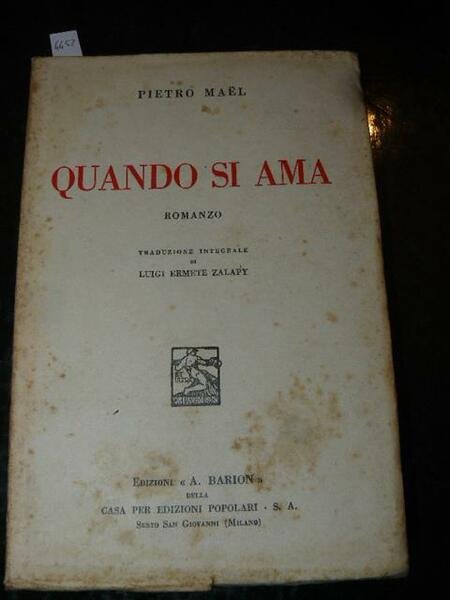 6657
PIETRO MAËL
QUANDO SI AMA
ROMANZO
TRADUZIONE INTEGRALE
DI
LUIGI ERMETE ZALAPY
EDIZIONI « A. BARION »
DELLA
CASA PER EDIZIONI POPOLARI - S. A.
SESTO SAN GIOVANNI (MILANO)